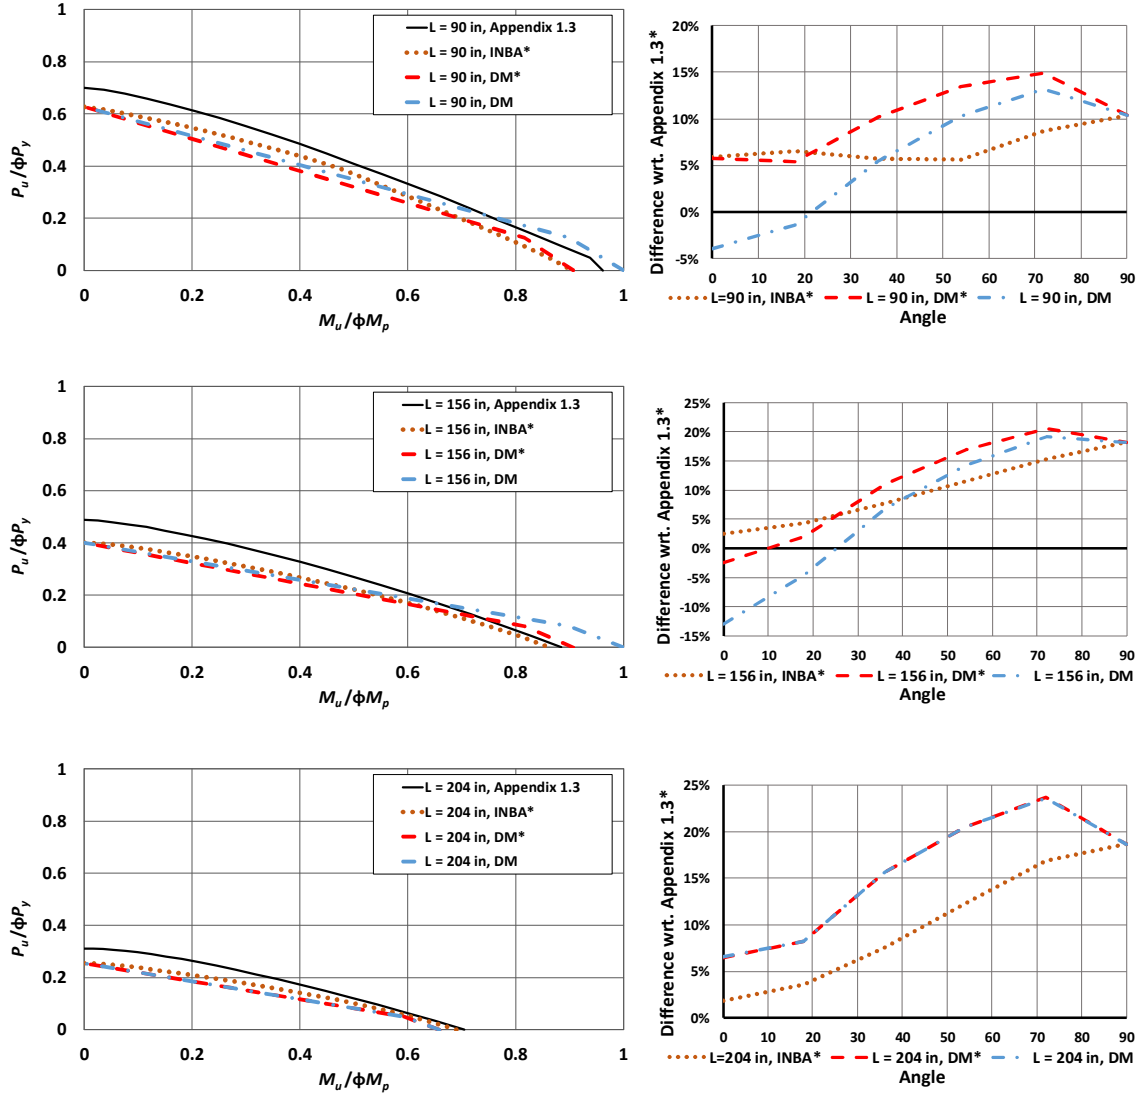 1
0.8
0.6
0.4
0.2
0
Pu/ϕPy
0 0.2 0.4 0.6 0.8 1
Mu/ϕMp
L = 90 in, Appendix 1.3
L = 90 in, INBA*
L = 90 in, DM*
L = 90 in, DM
20%
15%
10%
5%
0%
-5%
Difference wrt. Appendix 1.3*
0 10 20 30 40 50 60 70 80 90
L=90 in, INBA* L = 90 in, DM* L = 90 in, DM
Angle
1
0.8
0.6
0.4
0.2
0
Pu/ϕPy
0 0.2 0.4 0.6 0.8 1
Mu/ϕMp
L = 156 in, Appendix 1.3
L = 156 in, INBA*
L = 156 in, DM*
L = 156 in, DM
25%
20%
15%
10%
5%
0%
-5%
-10%
-15%
Difference wrt. Appendix 1.3*
0 10 20 30 40 50 60 70 80 90
L = 156 in, INBA* L = 156 in, DM* L = 156 in, DM
Angle
1
0.8
0.6
0.4
0.2
0
Pu/ϕPy
0 0.2 0.4 0.6 0.8 1
Mu/ϕMp
L = 204 in, Appendix 1.3
L = 204 in, INBA*
L = 204 in, DM*
L = 204 in, DM
25%
20%
15%
10%
5%
0%
Difference wrt. Appendix 1.3*
0 10 20 30 40 50 60 70 80 90
L=204 in, INBA* L = 204 in, DM* L = 204 in, DM
Angle